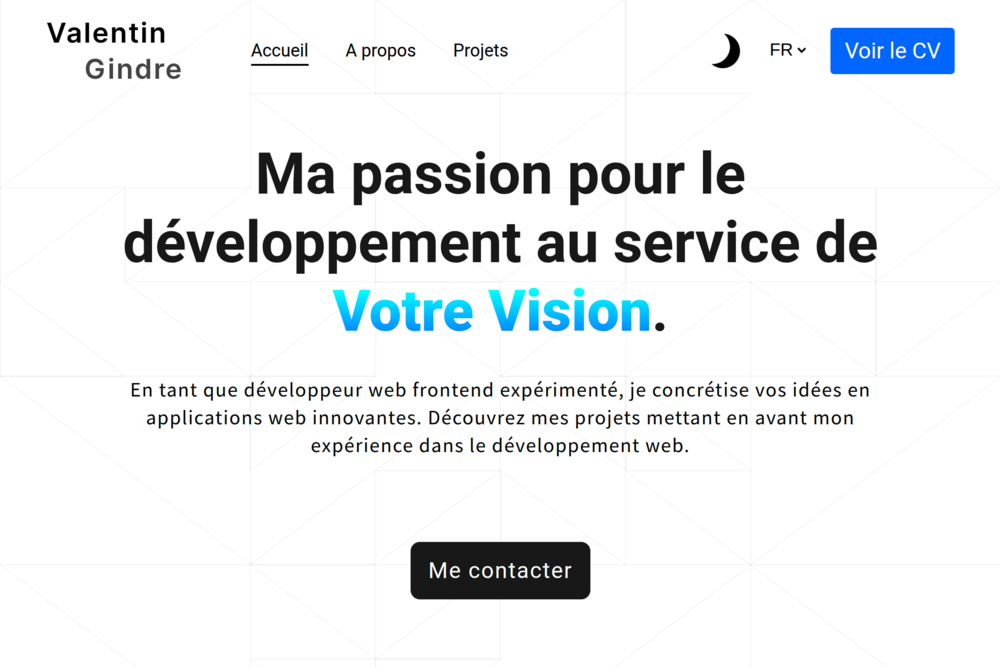 Valentin
Gindre
Accueil
A propos
Projets
FR
Voir le CV
Ma passion pour le
développement au service de
Votre Vision.
En tant que développeur web frontend expérimenté, je concrétise vos idées en
applications web innovantes. Découvrez mes projets mettant en avant mon
expérience dans le développement web.
Me contacter